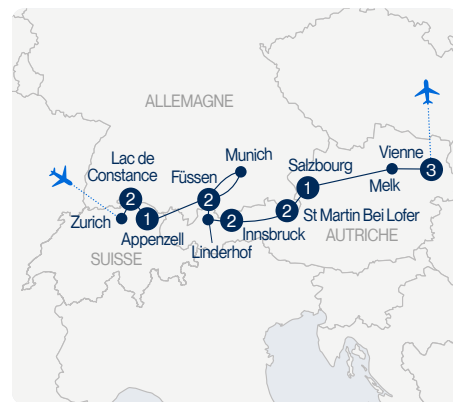 ALLEMAGNE
Lac de
Constance
2
Zurich
1
Appenzell
SUISSE
Füssen
2
Munich
Linderhof
2
Innsbruck
2
St Martin Bei Lofer
Salzbourg
1
AUTRICHE
Melk
Vienne
3